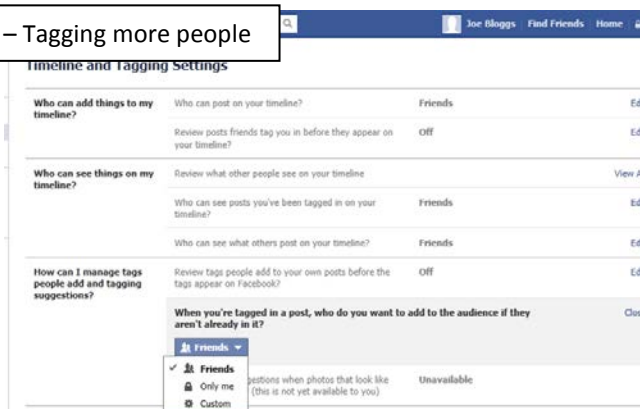 – Tagging more people
Joe Bloggs Find Friends Home
Timeline and Tagging Settings
Who can add things to my
timeline?
Who can post on your timeline? Friends
Review posts friends tag you in before they appear on
your timeline?
Off
Who can see things on my
timeline?
Review what other people see on your timeline View A
Who can see posts you've been tagged in on your
timeline?
Friends Ed
Who can see what others post on your timeline? Friends Ed
How can I manage tags
people add and tagging
suggestions?
Review tags people add to your own posts before the
tags appear on Facebook?
Off Ed
When you're tagged in a post, who do you want to add to the audience if they
aren't already in it?
Clos
Friends
Friends
Only me
Custom
gestions when photos that look like
(this is not yet available to you)
Unavailable